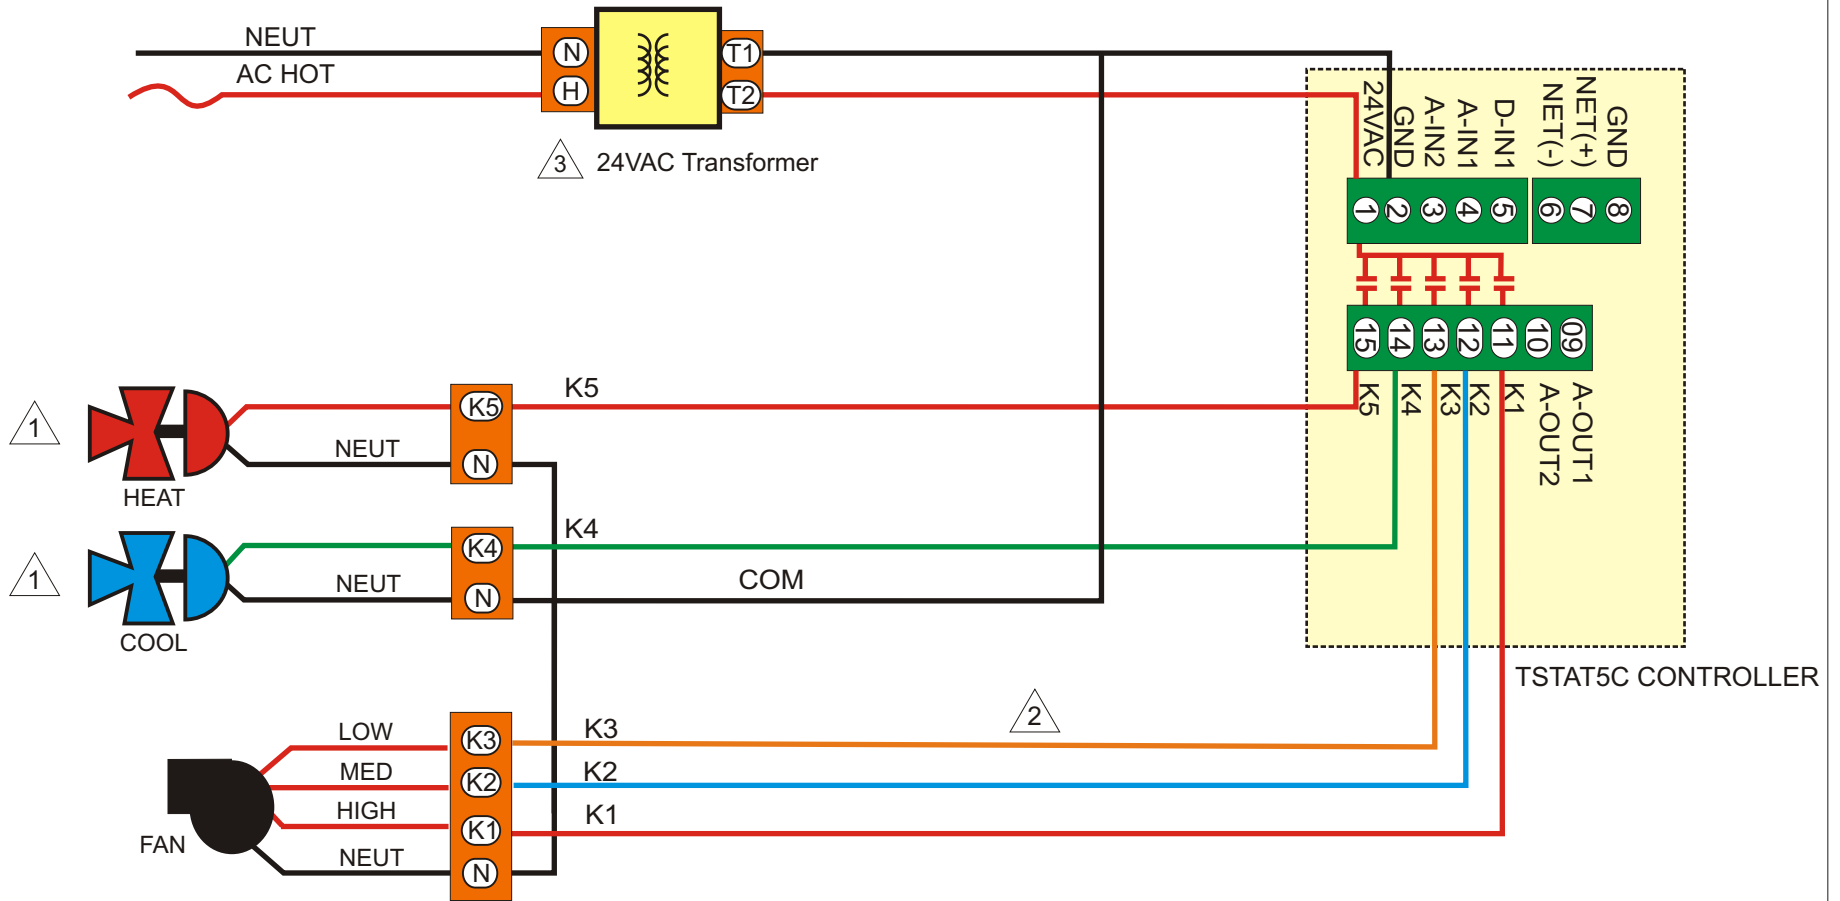 NEUT
AC HOT
N
H
T1
T2
3
24VAC Transformer
24VAC
GND
A-IN2
A-IN1
D-IN1
NET(-)
NET(+)
GND
1
2
3
4
5
6
7
8
15
14
13
12
11
10
09
K5
K4
K3
K2
K1
A-OUT2
A-OUT1
TSTAT5C CONTROLLER
1
HEAT
NEUT
K5
N
K5
1
COOL
NEUT
K4
N
K4
COM
2
FAN
LOW
MED
HIGH
NEUT
K3
K2
K1
N
K3
K2
K1